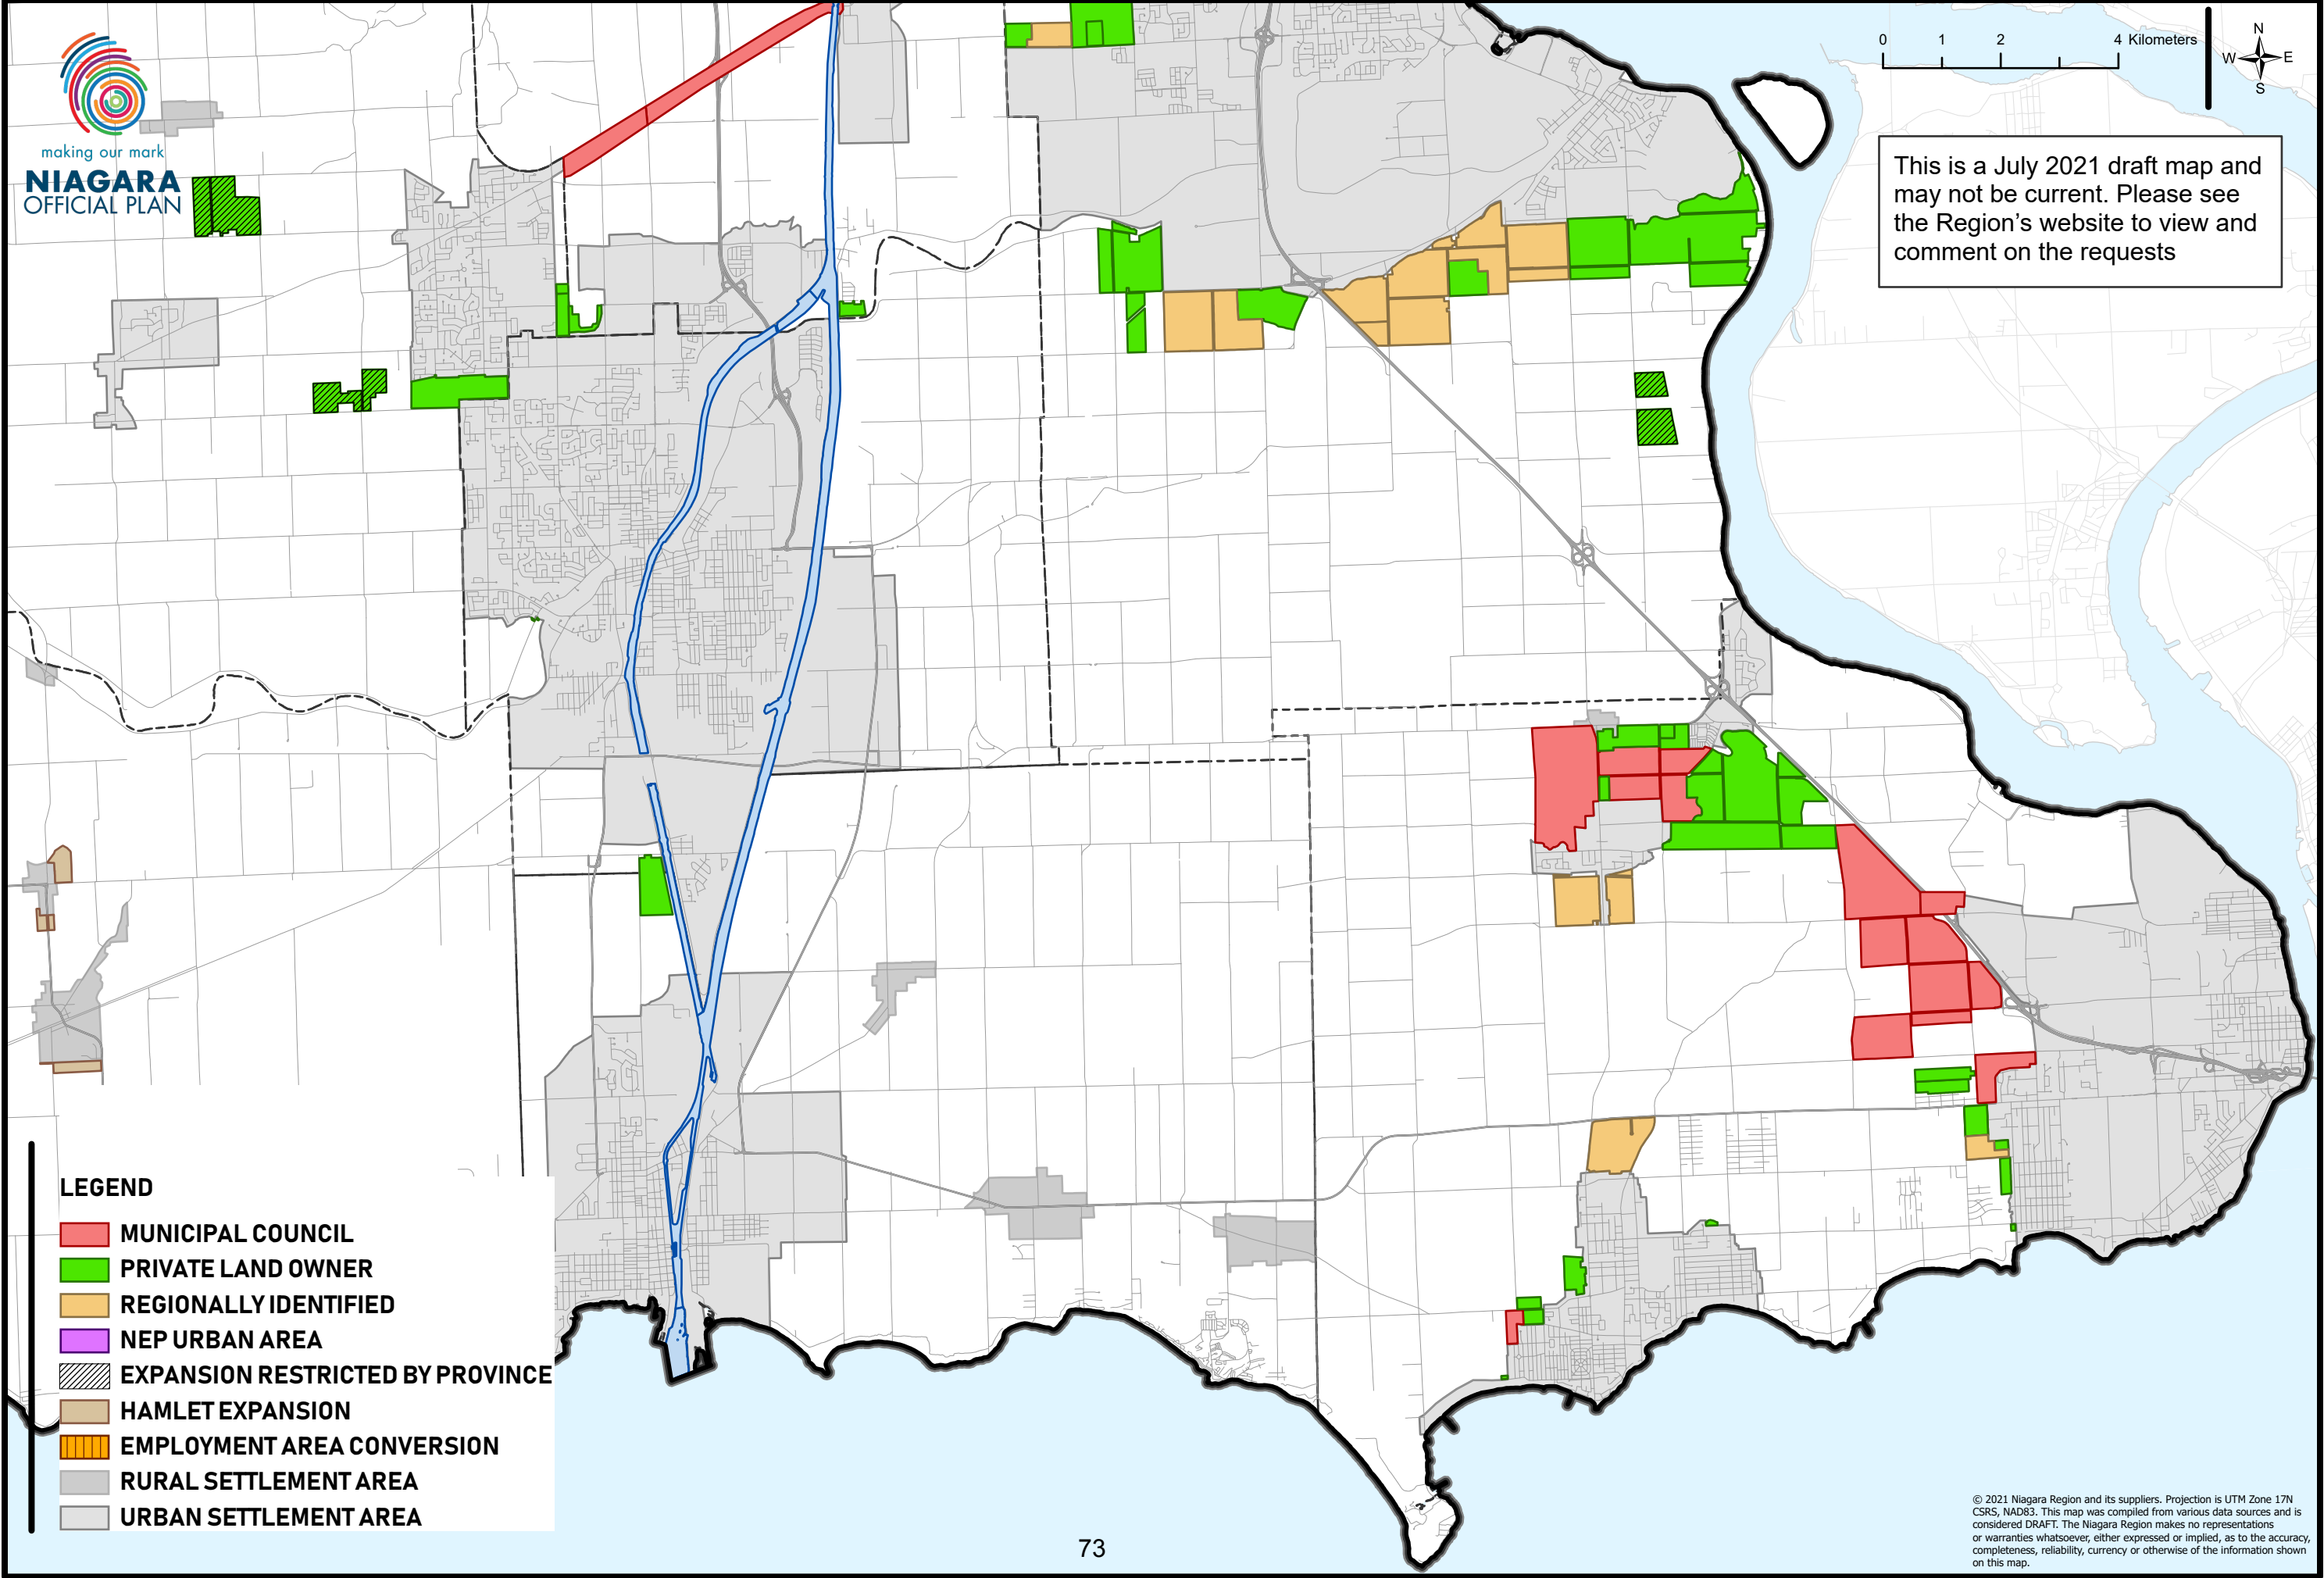 making our mark
NIAGARA
OFFICIAL PLAN
0 1 2 4 Kilometers
N
W E
S
This is a July 2021 draft map and
may not be current. Please see
the Region's website to view and
comment on the requests
LEGEND
MUNICIPAL COUNCIL
PRIVATE LAND OWNER
REGIONALLY IDENTIFIED
NEP URBAN AREA
EXPANSION RESTRICTED BY PROVINCE
HAMLET EXPANSION
EMPLOYMENT AREA CONVERSION
RURAL SETTLEMENT AREA
URBAN SETTLEMENT AREA
73
© 2021 Niagara Region and its suppliers. Projection is UTM Zone 17N
CSRS, NAD83. This map was compiled from various data sources and is
considered DRAFT. The Niagara Region makes no representations
or warranties whatsoever, either expressed or implied, as to the accuracy,
completeness, reliability, currency or otherwise of the information shown
on this map.